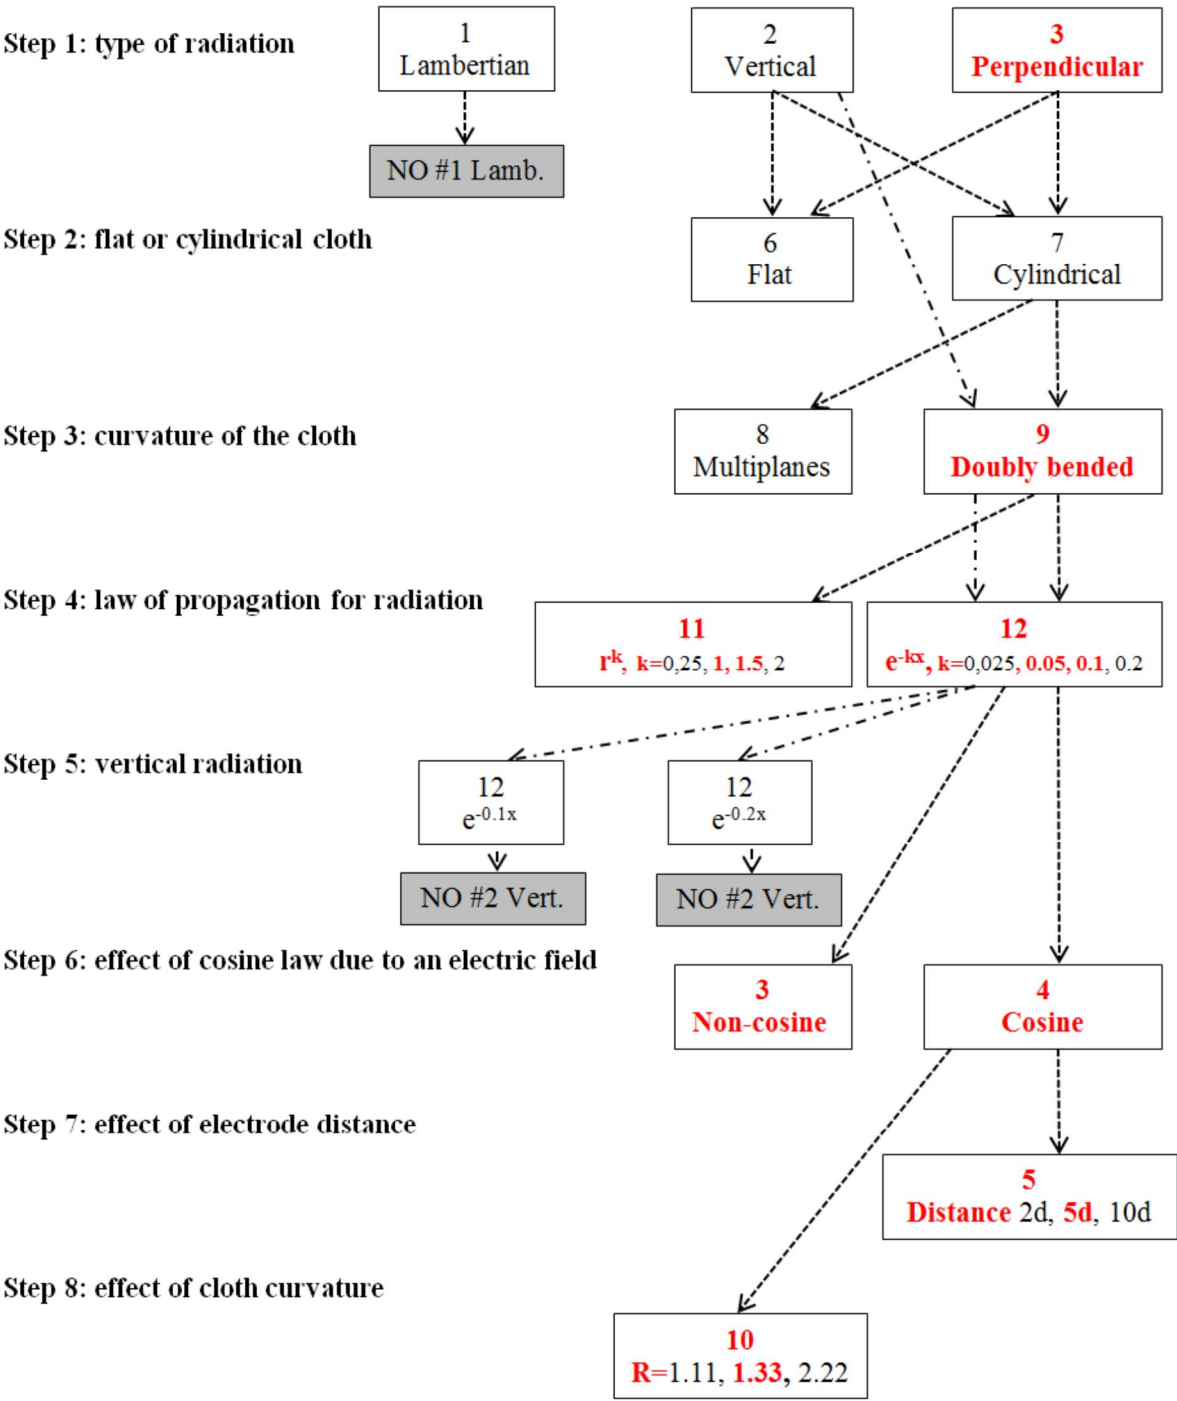 Step 1: type of radiation
1
Lambertian
2
Vertical
3
Perpendicular
NO #1 Lamb.
Step 2: flat or cylindrical cloth
6
Flat
7
Cylindrical
Step 3: curvature of the cloth
8
Multiplanes
9
Doubly bended
Step 4: law of propagation for radiation
11
r^k, k=0,25, 1, 1.5, 2
12
e^-kx, k=0,025, 0.05, 0.1, 0.2
Step 5: vertical radiation
12
e^-0.1x
12
e^-0.2x
NO #2 Vert.
NO #2 Vert.
Step 6: effect of cosine law due to an electric field
3
Non-cosine
4
Cosine
Step 7: effect of electrode distance
5
Distance 2d, 5d, 10d
Step 8: effect of cloth curvature
10
R=1.11, 1.33, 2.22